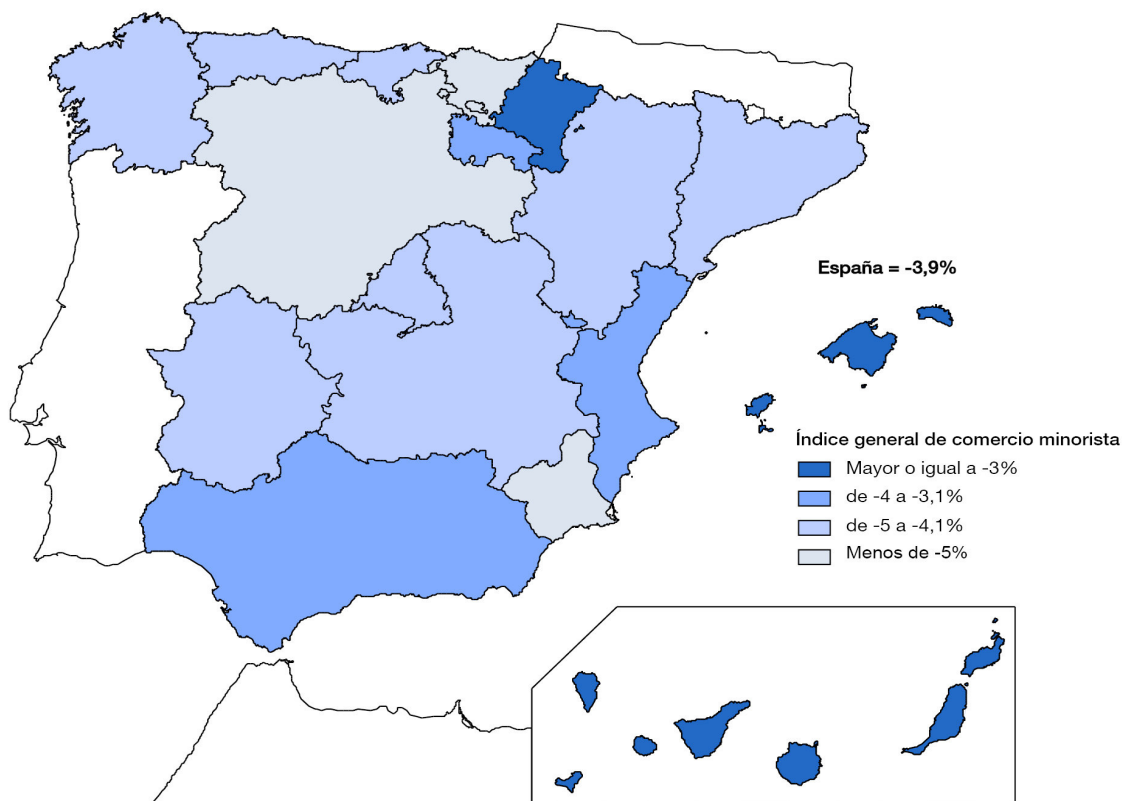 España = -3,9%
Índice general de comercio minorista
Mayor o igual a -3%
de -4 a -3,1%
de -5 a -4,1%
Menos de -5%